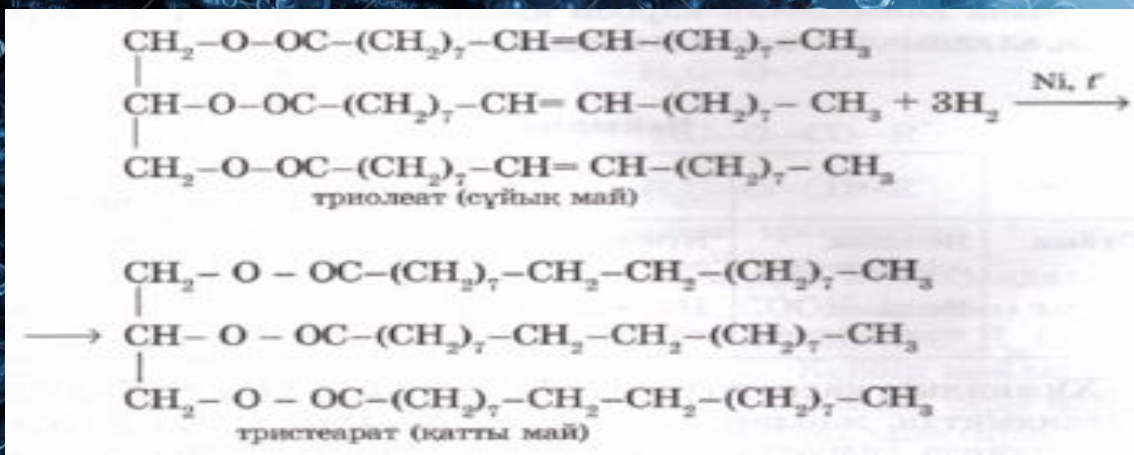 CH₂–O–OC–(CH₂)₇–CH=CH–(CH₂)₇–CH₃
CH–O–OC–(CH₂)₇–CH= CH–(CH₂)₇– CH₃ + 3H₂ Ni, t° →
CH₂–O–OC–(CH₂)₇–CH= CH–(CH₂)₇– CH₃
триолеат (сұйық май)
CH₂– O – OC–(CH₂)₇–CH₂–CH₂–(CH₂)₇–CH₃
→ CH– O – OC–(CH₂)₇–CH₂–CH₂–(CH₂)₇–CH₃
CH₂–O – OC–(CH₂)₇–CH₂–CH₂–(CH₂)₇–CH₃
тристеарат (қатты май)